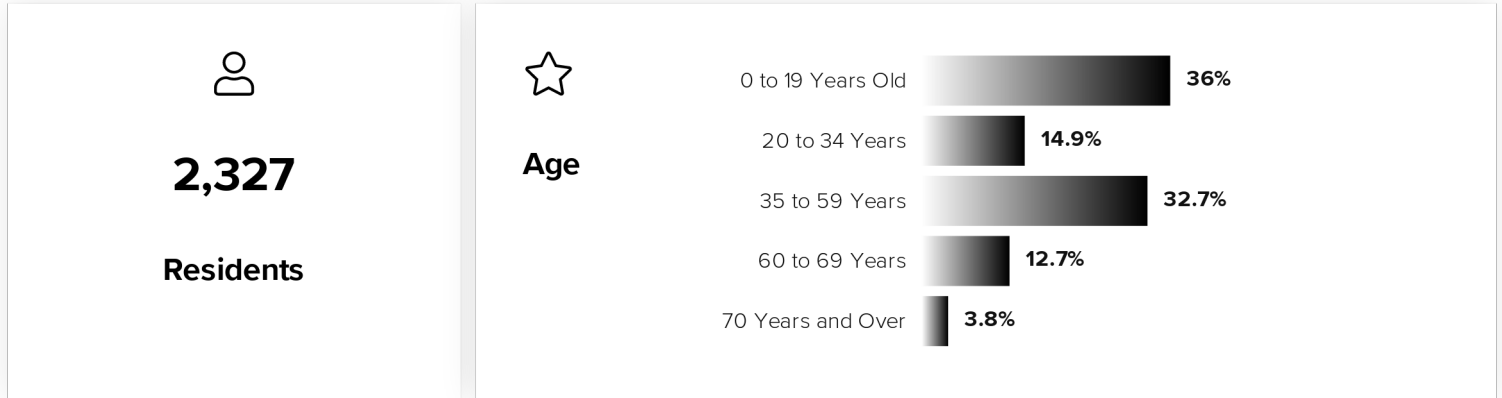 2,327
Residents
Age
0 to 19 Years Old 36%
20 to 34 Years 14.9%
35 to 59 Years 32.7%
60 to 69 Years 12.7%
70 Years and Over 3.8%